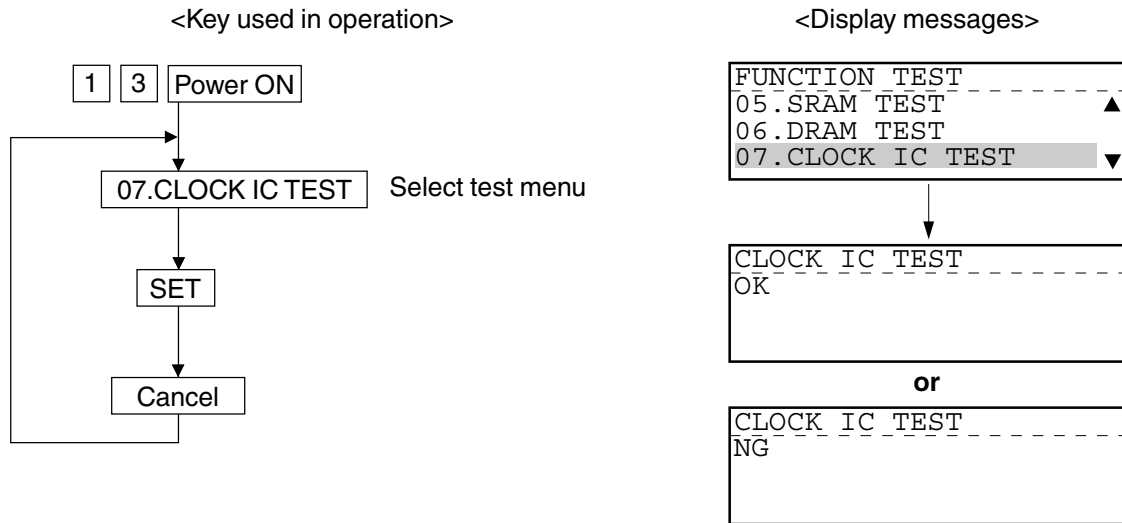 <Key used in operation>
1 3 Power ON
07.CLOCK IC TEST Select test menu
SET
Cancel
<Display messages>
FUNCTION TEST
05.SRAM TEST ▲
06.DRAM TEST
07.CLOCK IC TEST ▼
CLOCK IC TEST
OK
or
CLOCK IC TEST
NG